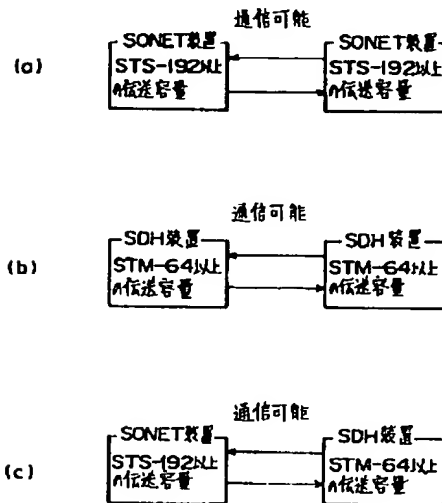 通信可能
(a)
SONET装置
STS-192以上
の伝送容量
SONET装置
STS-192以上
の伝送容量
通信可能
(b)
SDH装置
STM-64以上
の伝送容量
SDH装置
STM-64以上
の伝送容量
通信可能
(c)
SONET装置
STS-192以上
の伝送容量
SDH装置
STM-64以上
の伝送容量